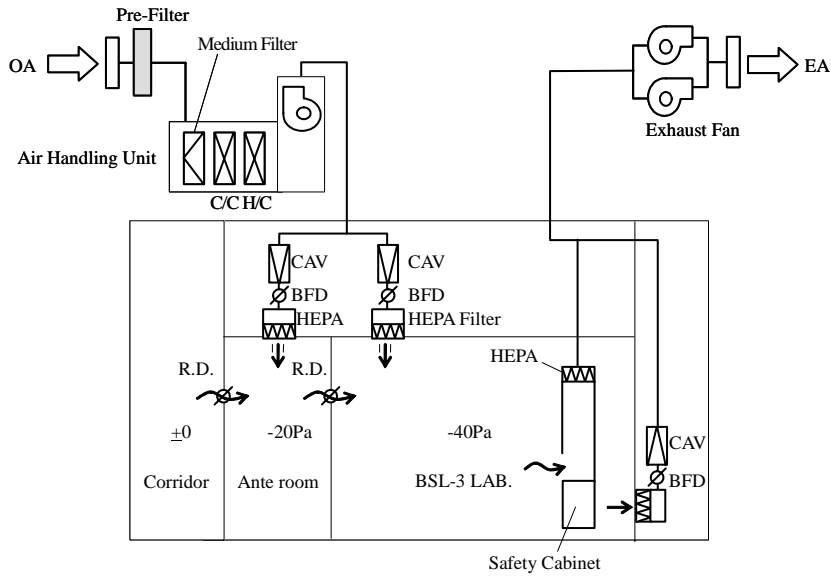 Pre-Filter
Medium Filter
OA
EA
Exhaust Fan
Air Handling Unit
C/C H/C
CAV
CAV
BFD
BFD
HEPA
HEPA Filter
HEPA
R.D.
R.D.
±0
-20Pa
-40Pa
CAV
Corridor
Ante room
BSL-3 LAB.
BFD
Safety Cabinet